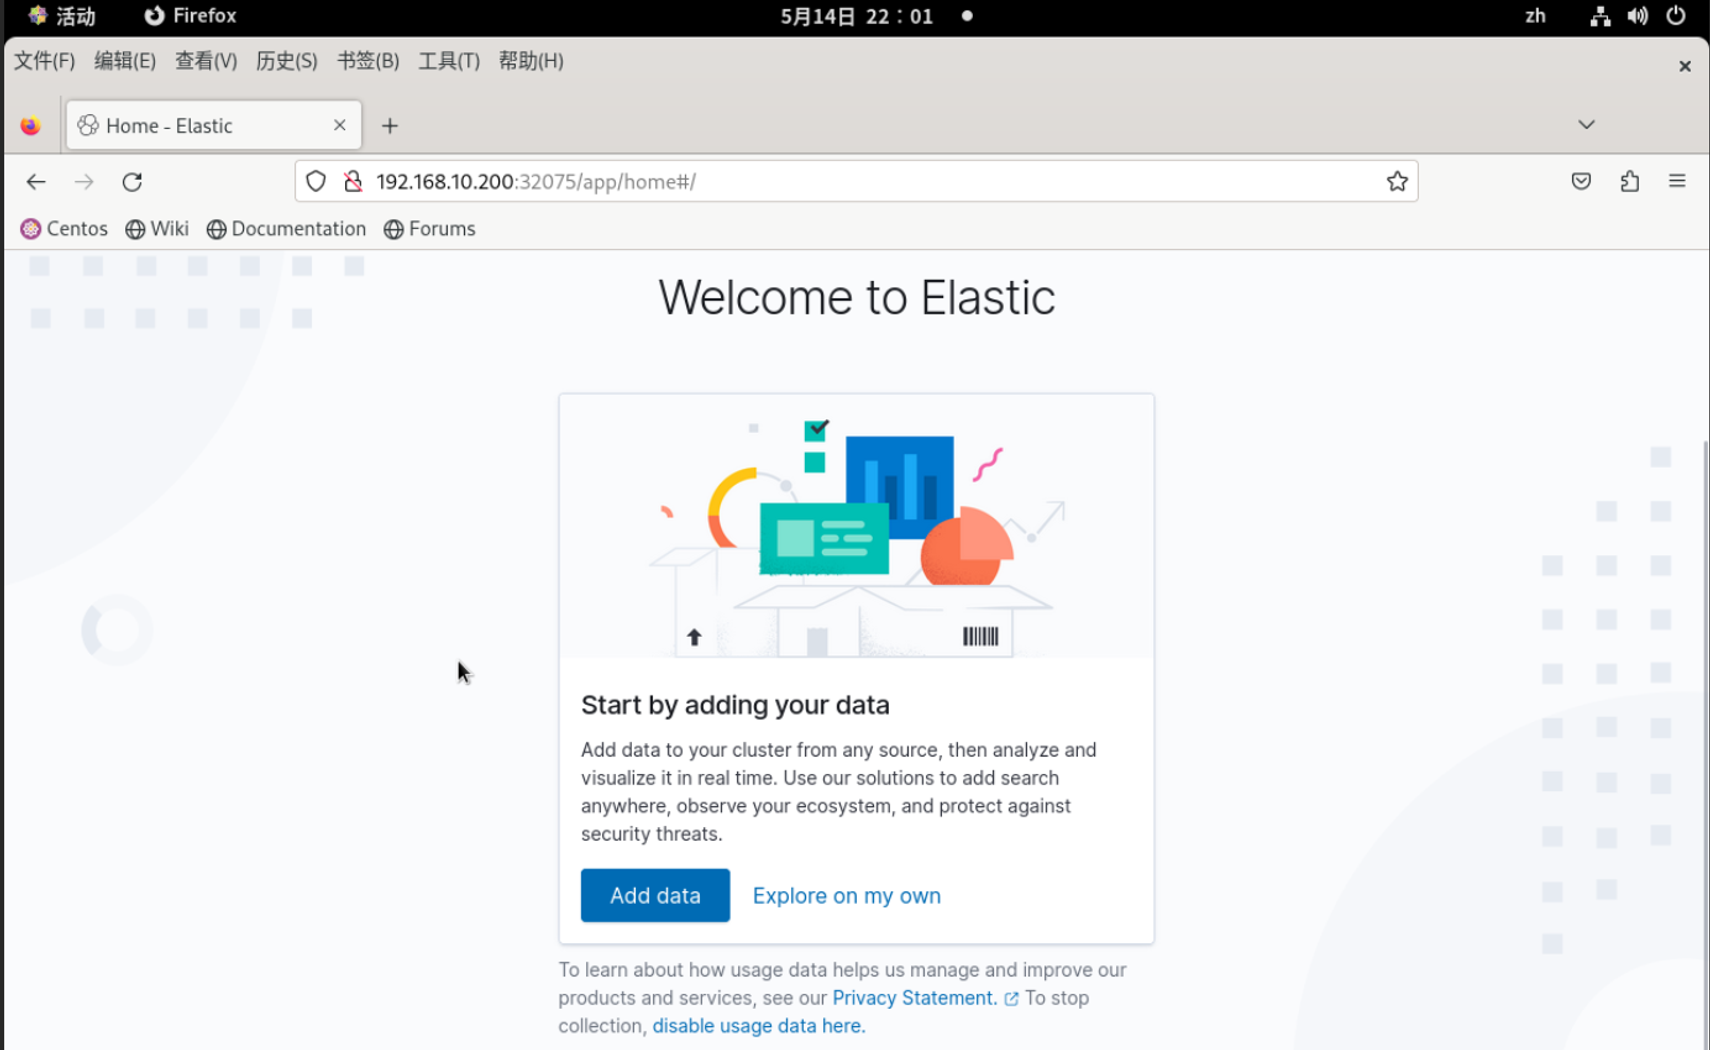 活动 Firefox 5月14日 22：01 zh
文件(F) 编辑(E) 查看(V) 历史(S) 书签(B) 工具(T) 帮助(H)
Home - Elastic
192.168.10.200:32075/app/home#/
Centos Wiki Documentation Forums
Welcome to Elastic
Start by adding your data
Add data to your cluster from any source, then analyze and
visualize it in real time. Use our solutions to add search
anywhere, observe your ecosystem, and protect against
security threats.
Add data Explore on my own
To learn about how usage data helps us manage and improve our
products and services, see our Privacy Statement. To stop
collection, disable usage data here.